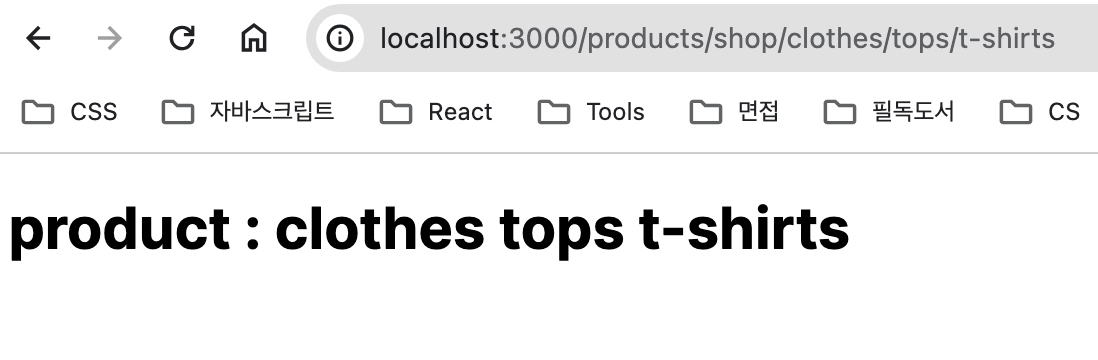 localhost:3000/products/shop/clothes/tops/t-shirts
CSS 자바스크립트 React Tools 면접 필독도서 CS
product : clothes tops t-shirts